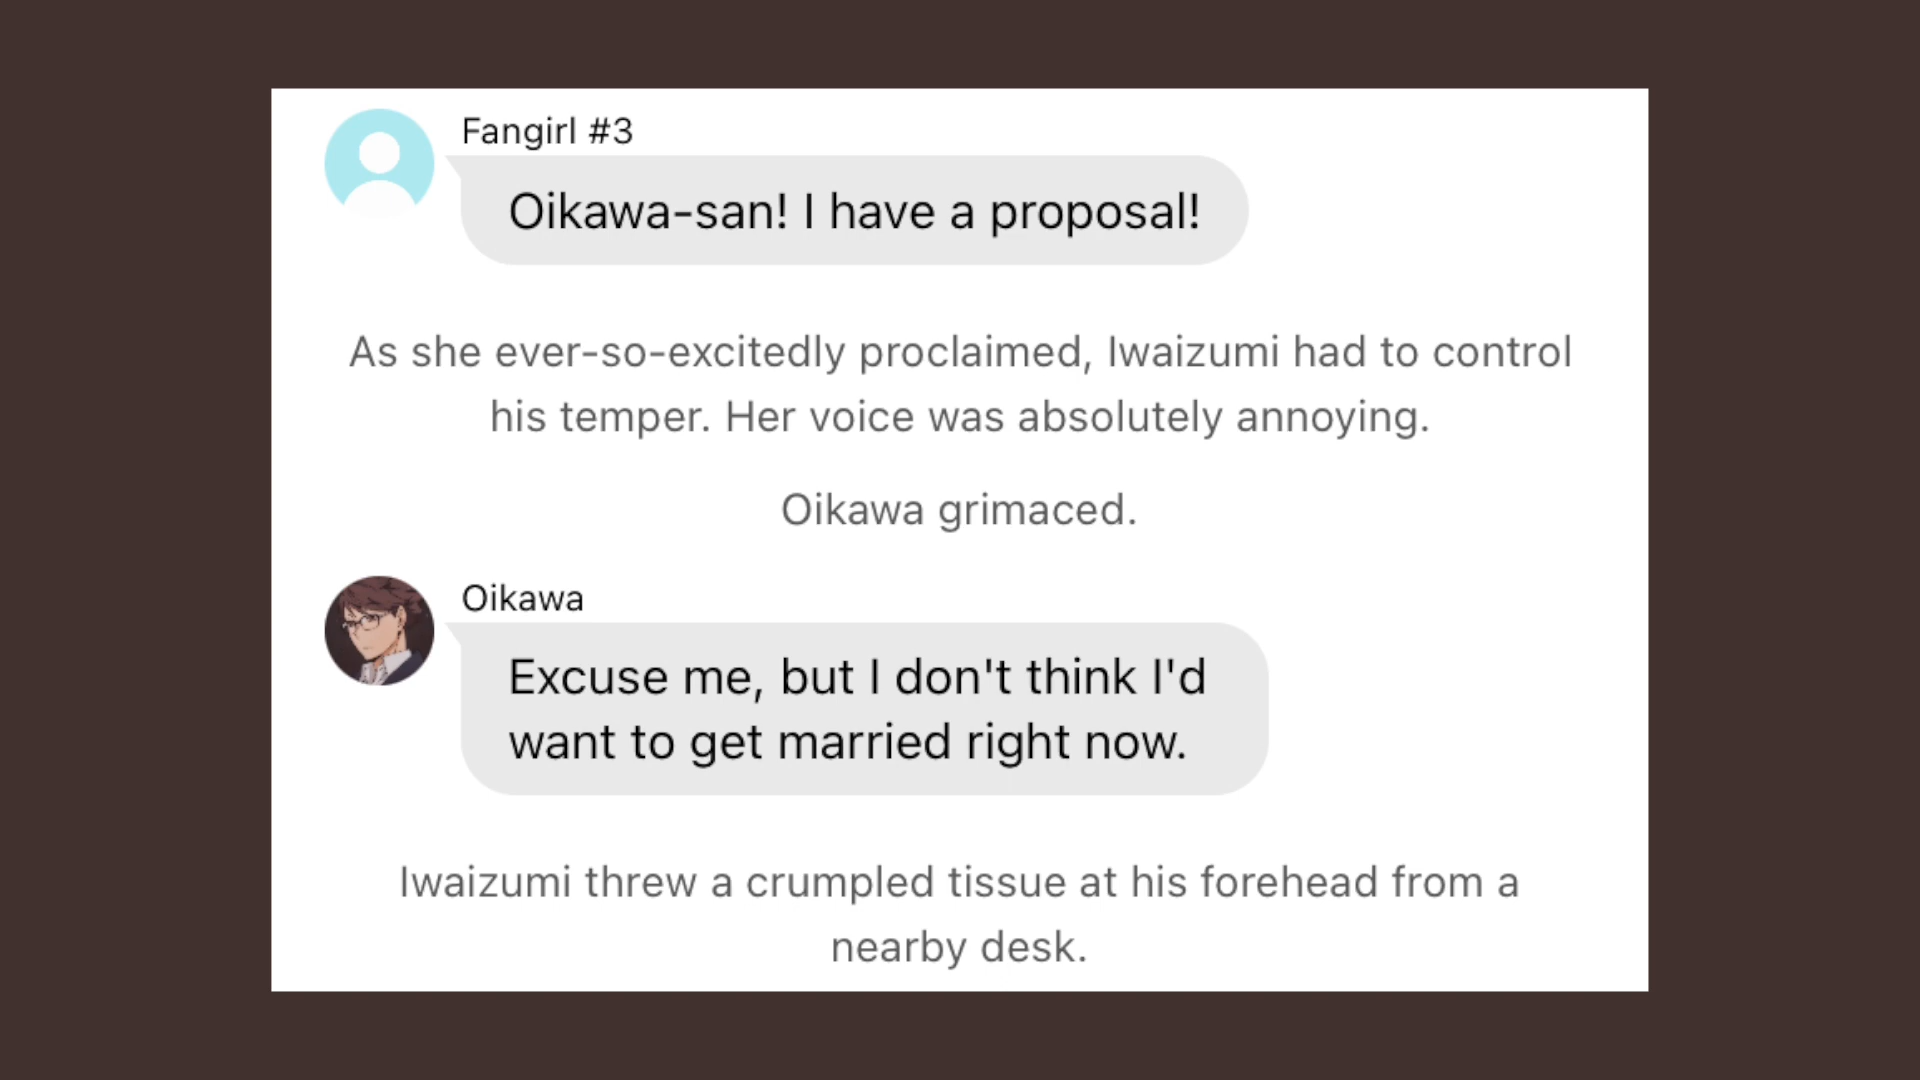 Fangirl #3
Oikawa-san! I have a proposal!
As she ever-so-excitedly proclaimed, Iwaizumi had to control
his temper. Her voice was absolutely annoying.
Oikawa grimaced.
Oikawa
Excuse me, but I don't think I'd
want to get married right now.
Iwaizumi threw a crumpled tissue at his forehead from a
nearby desk.